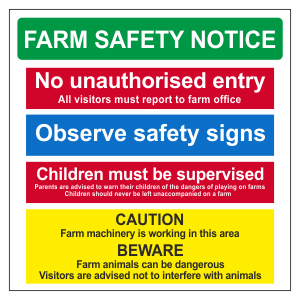 FARM SAFETY NOTICE
No unauthorised entry
All visitors must report to farm office
Observe safety signs
Children must be supervised
Parents are advised to warn their children of the dangers of playing on farms
Children should never be left unaccompanied on a farm
CAUTION
Farm machinery is working in this area
BEWARE
Farm animals can be dangerous
Visitors are advised not to interfere with animals